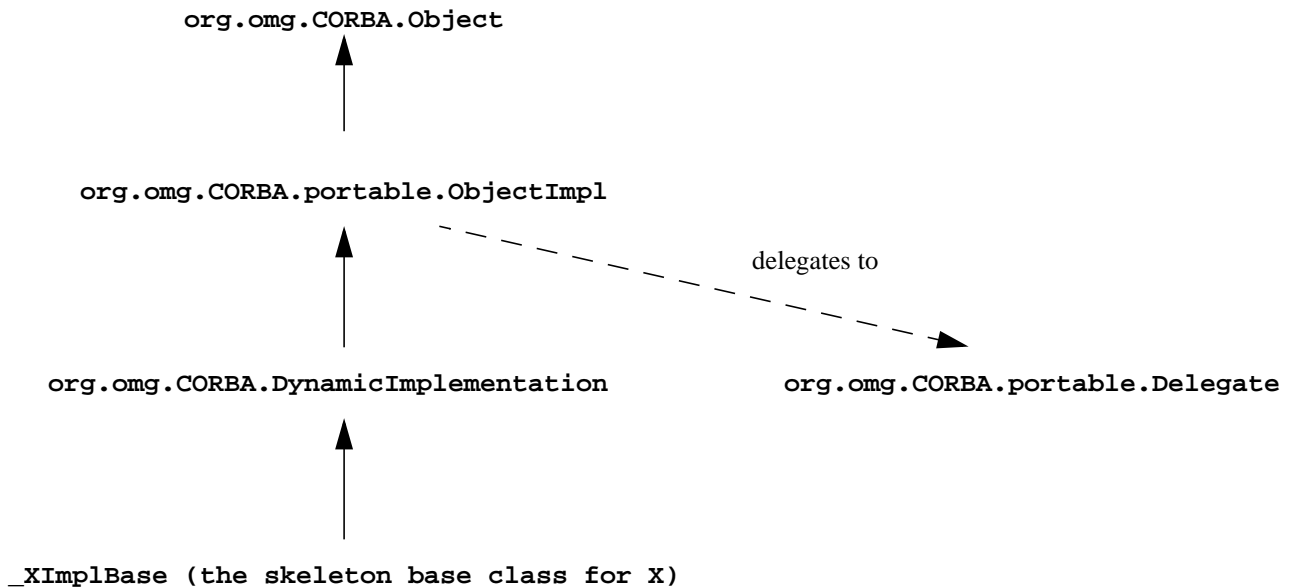 org.omg.CORBA.Object
org.omg.CORBA.portable.ObjectImpl
delegates to
org.omg.CORBA.DynamicImplementation
org.omg.CORBA.portable.Delegate
_XImplBase (the skeleton base class for X)